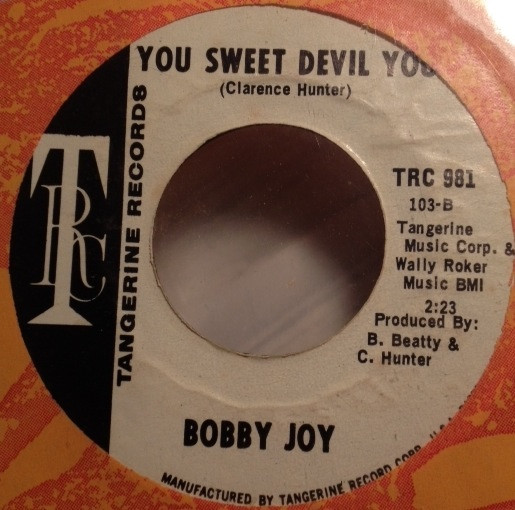 YOU SWEET DEVIL YOU
(Clarence Hunter)
TRC
TANGERINE RECORDS
TRC 981
103-B
Tangerine
Music Corp. &
Wally Roker
Music BMI
2:23
Produced By:
B. Beatty &
C. Hunter
BOBBY JOY
MANUFACTURED BY TANGERINE RECORD CORP.